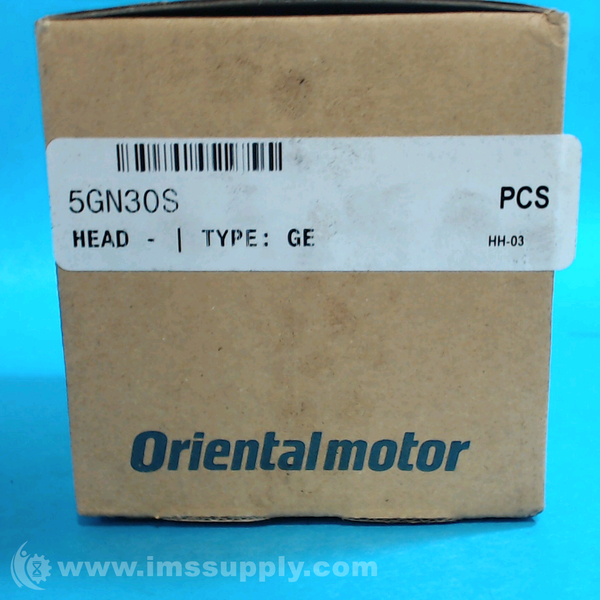 5GN30S
PCS
HEAD - | TYPE: GE
HH-03
Orientalmotor
www.imssupply.com